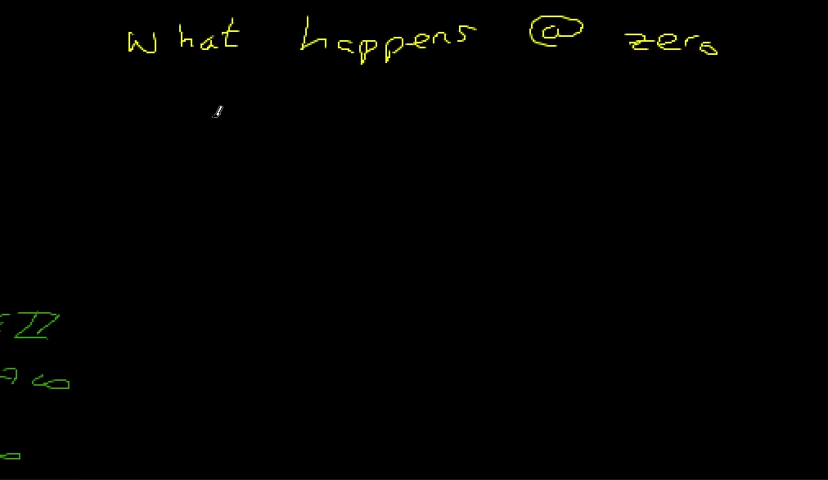 What happens @ zero
∈ ℤ
→ ∞
∞